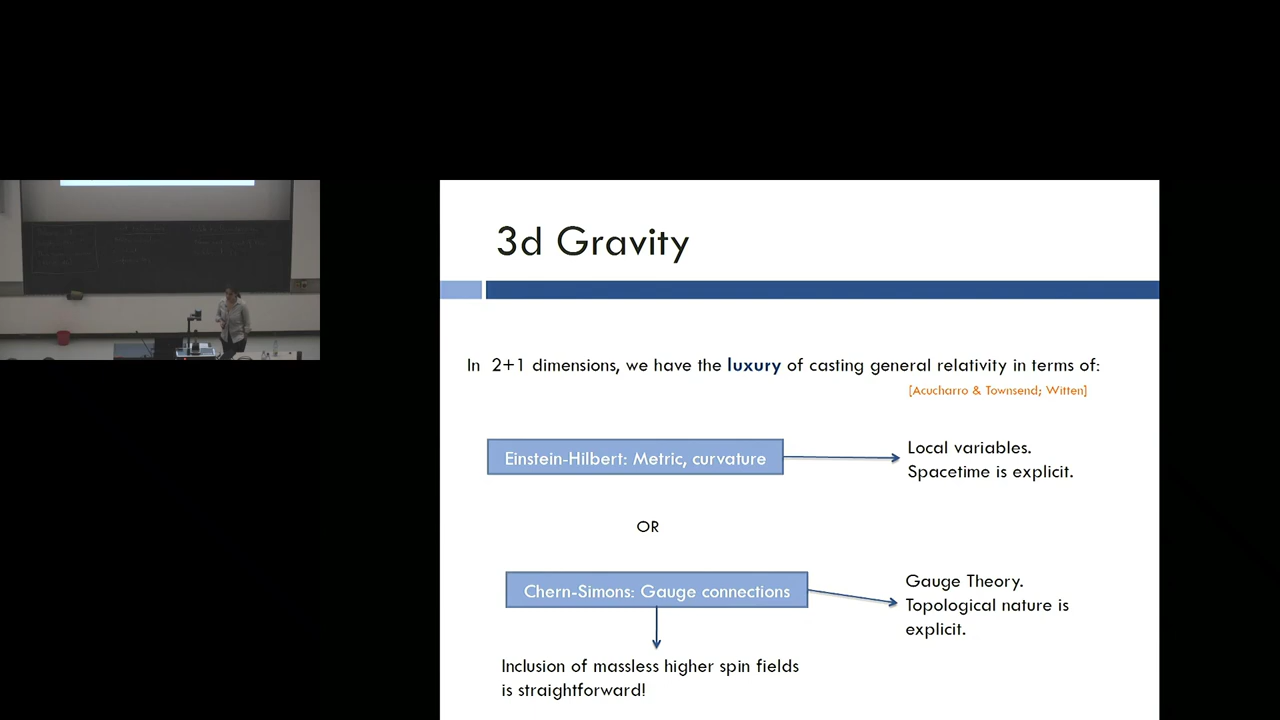 3d Gravity
In 2+1 dimensions, we have the luxury of casting general relativity in terms of:
[Acucharro & Townsend; Witten]
Einstein-Hilbert: Metric, curvature
Local variables.
Spacetime is explicit.
OR
Chern-Simons: Gauge connections
Gauge Theory.
Topological nature is
explicit.
Inclusion of massless higher spin fields
is straightforward!